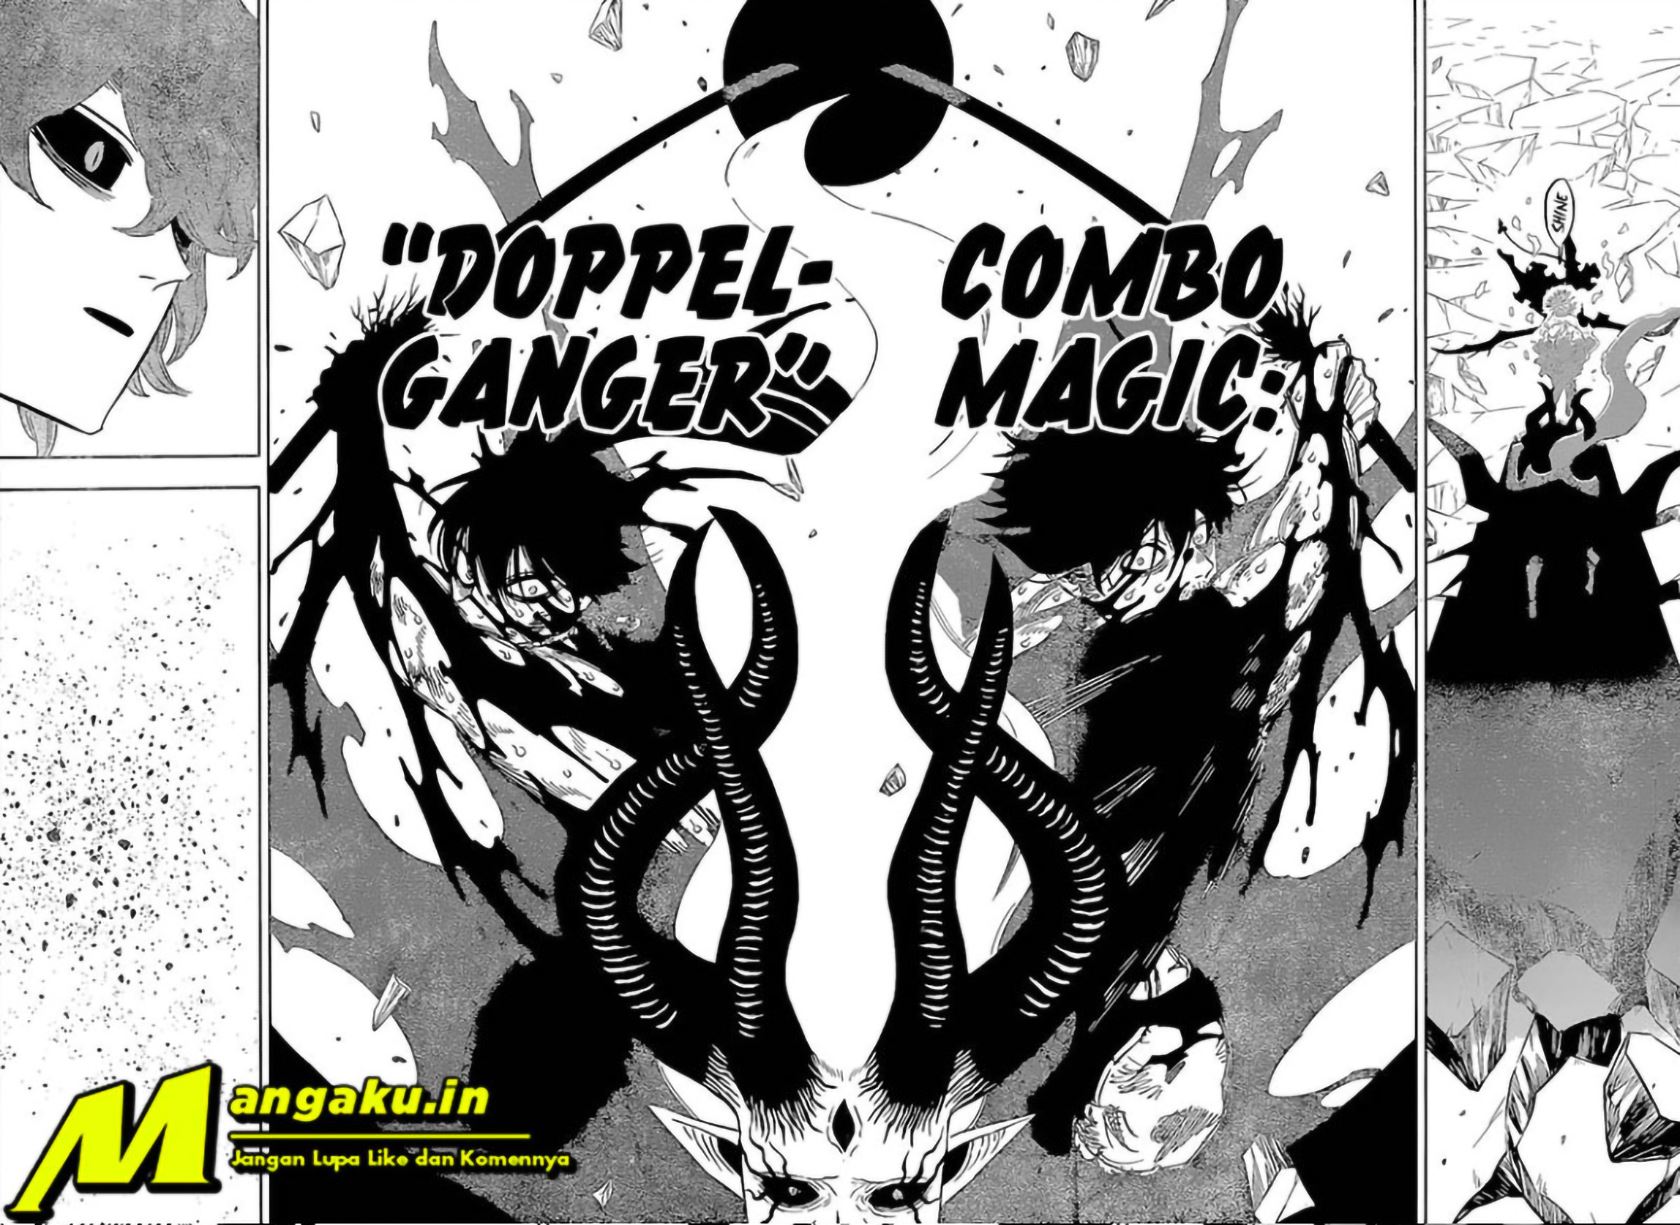 SHINE
COMBO
MAGIC:
"DOPPEL-
GANGER"
Mangaku.in
Jangan Lupa Like dan Komennya